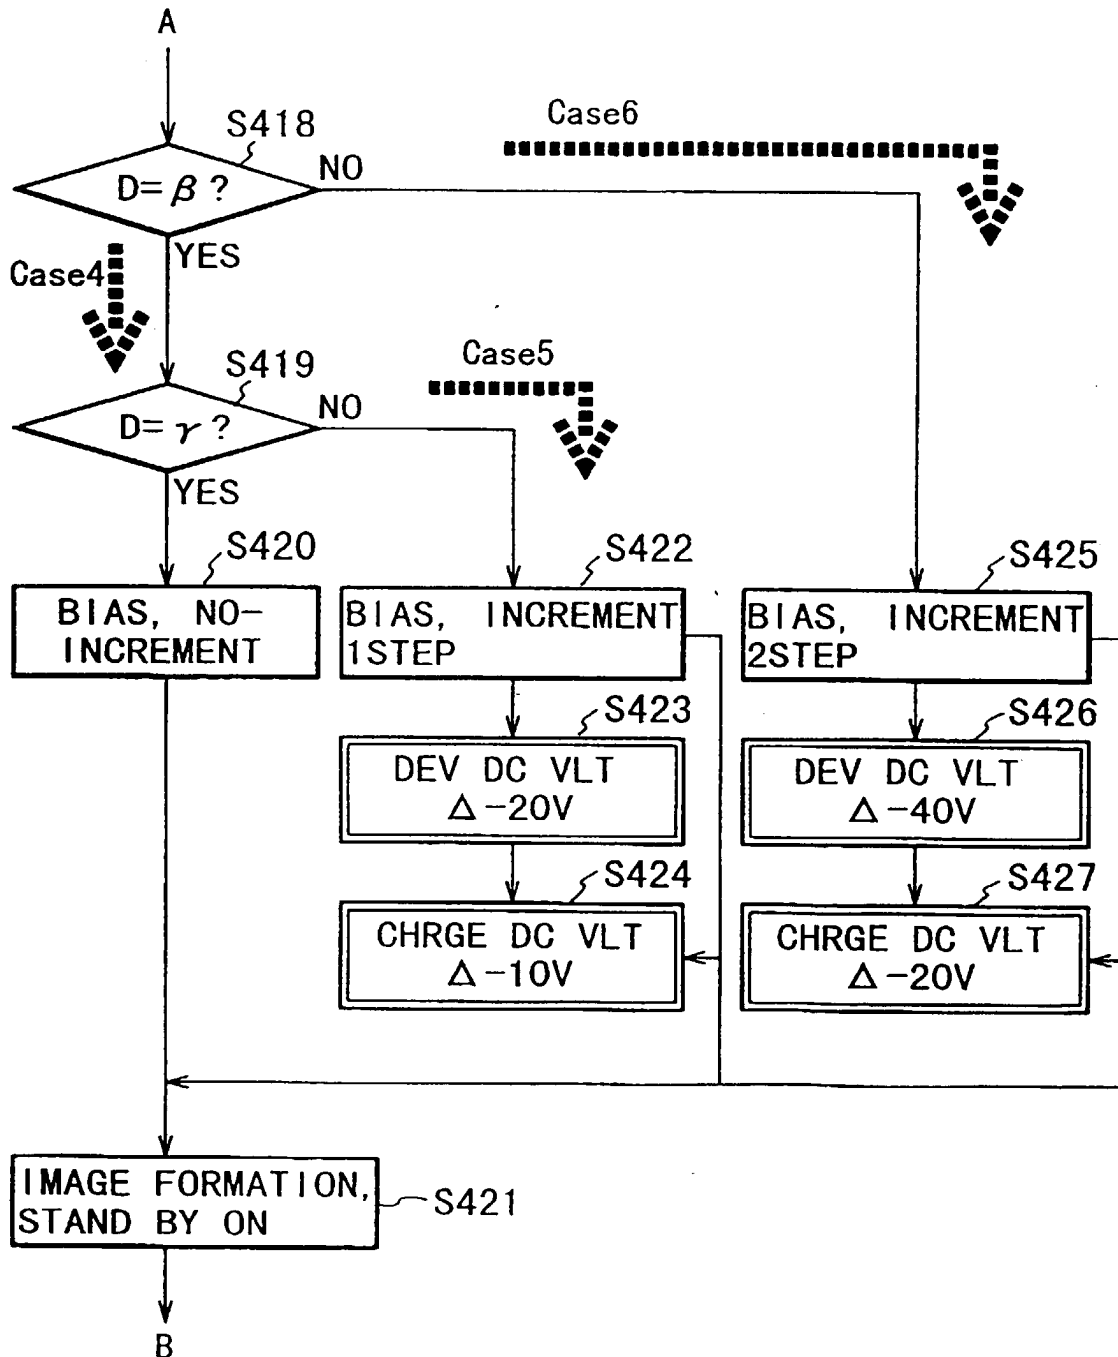 A
S418
Case6
D=β?
NO
YES
Case4
S419
Case5
D=γ?
NO
YES
S420
BIAS, NO-
INCREMENT
S422
BIAS, INCREMENT
1STEP
S425
BIAS, INCREMENT
2STEP
S423
DEV DC VLT
△-20V
S426
DEV DC VLT
△-40V
S424
CHRGE DC VLT
△-10V
S427
CHRGE DC VLT
△-20V
IMAGE FORMATION,
STAND BY ON
S421
B